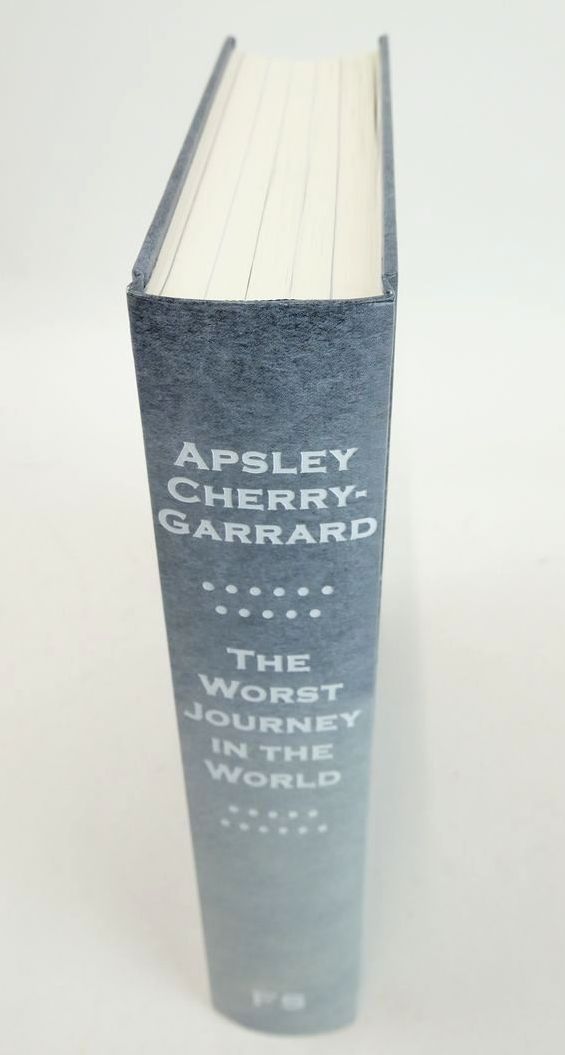 APSLEY
CHERRY-
GARRARD
THE
WORST
JOURNEY
IN THE
WORLD
FS